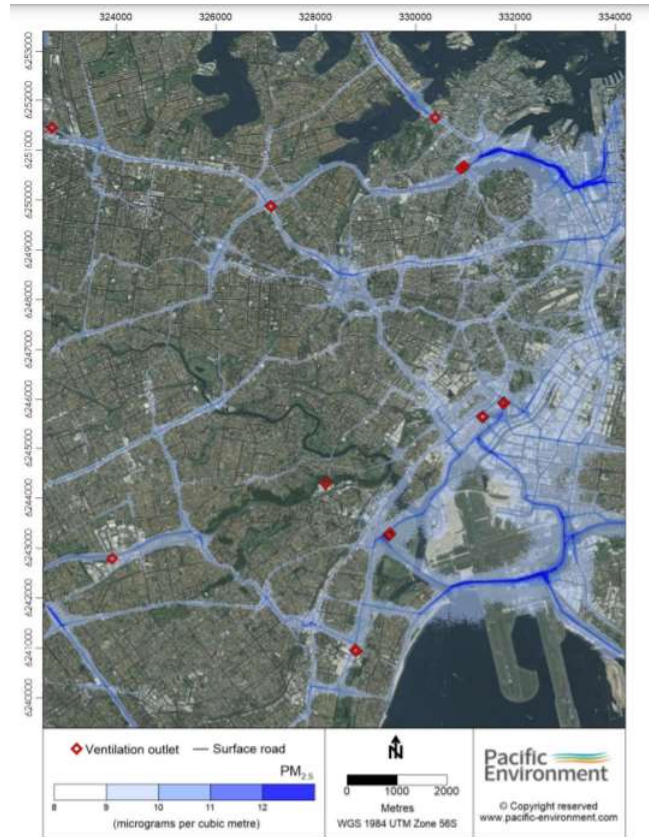 324000 326000 328000 330000 332000 334000
6253000
6252000
6251000
6250000
6249000
6248000
6247000
6246000
6245000
6244000
6243000
6242000
6241000
6240000
Ventilation outlet
Surface road
PM2.5
8 9 10 11 12
(micrograms per cubic metre)
N
0 1000 2000
Metres
WGS 1984 UTM Zone 56S
Pacific
Environment
© Copyright reserved
www.pacific-environment.com